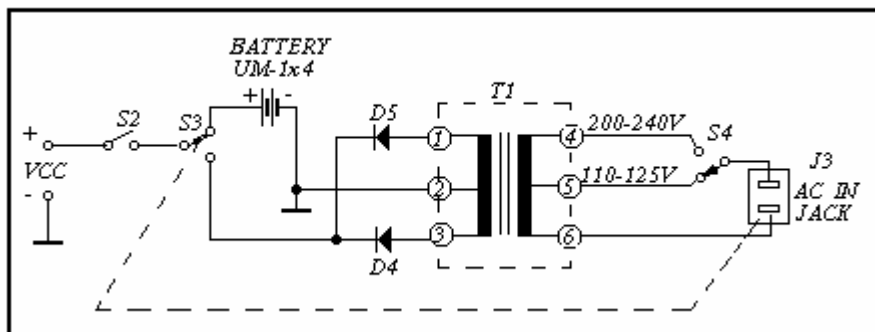 BATTERY
UM-1x4
+ -
T1
D5
S2
S3
1
4
200-240V
S4
+
J3
VCC
2
5
110-125V
AC IN
JACK
-
3
6
D4